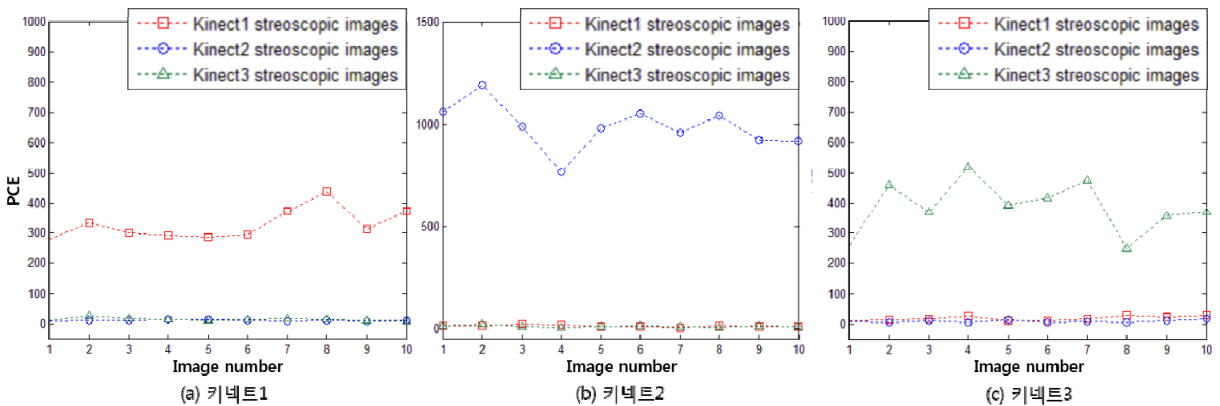 Kinect1 streoscopic images
Kinect2 streoscopic images
Kinect3 streoscopic images
1000
900
800
700
600
500
400
300
200
100
0
PCE
1 2 3 4 5 6 7 8 9 10
Image number
(a) 키넥트1
Kinect1 streoscopic images
Kinect2 streoscopic images
Kinect3 streoscopic images
1500
1000
500
0
1 2 3 4 5 6 7 8 9 10
Image number
(b) 키넥트2
Kinect1 streoscopic images
Kinect2 streoscopic images
Kinect3 streoscopic images
1000
900
800
700
600
500
400
300
200
100
0
1 2 3 4 5 6 7 8 9 10
Image number
(c) 키넥트3